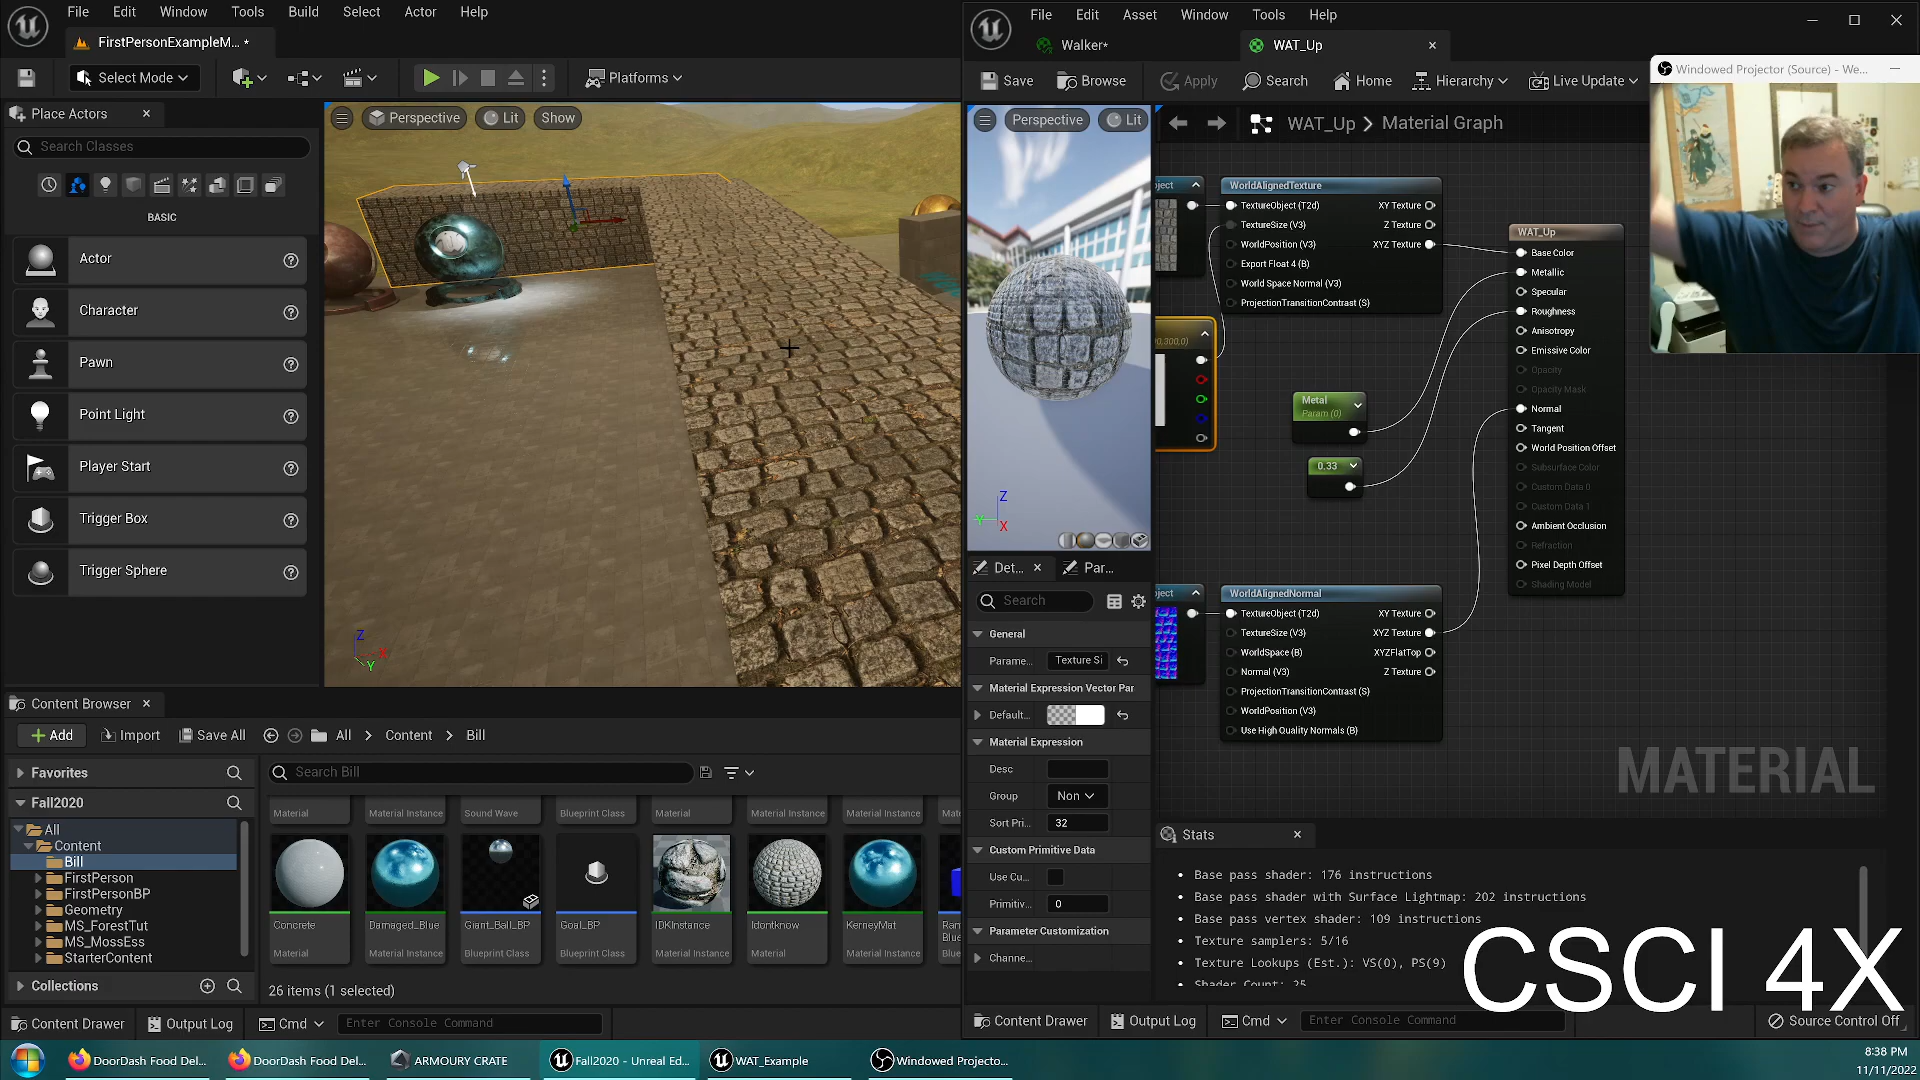 File Edit Window Tools Build Select Actor Help
FirstPersonExampleM... *
Select Mode
Platforms
Place Actors
Search Classes
BASIC
Actor
Character
Pawn
Point Light
Player Start
Trigger Box
Trigger Sphere
Perspective Lit Show
Z
X
Y
Content Browser
Add Import Save All All > Content > Bill
Favorites
Search Bill
Fall2020
All
Content
Bill
FirstPerson
FirstPersonBP
Geometry
MS_ForestTut
MS_MossEss
StarterContent
Collections
Material Material Instance Sound Wave Blueprint Class Material Material Instance Material Instance
Concrete Damaged_Blue Giant_Ball_BP Goal_BP IDKInstance Idontknow KerneyMat
Material Material Instance Blueprint Class Blueprint Class Material Instance Material Material Instance
26 items (1 selected)
Content Drawer Output Log Cmd Enter Console Command
File Edit Asset Window Tools Help
Walker* WAT_Up
Save Browse Apply Search Home Hierarchy Live Update
Windowed Projector (Source) - We...
Perspective Lit
Z
Y
X
WAT_Up > Material Graph
WorldAlignedTexture
TextureObject (T2d) XY Texture
TextureSize (V3) Z Texture
WorldPosition (V3) XYZ Texture
Export Float 4 (B)
World Space Normal (V3)
ProjectionTransitionContrast (S)
Metal
Param (0)
0.33
WAT_Up
Base Color
Metallic
Specular
Roughness
Anisotropy
Emissive Color
Opacity
Opacity Mask
Normal
Tangent
World Position Offset
Subsurface Color
Custom Data 0
Custom Data 1
Ambient Occlusion
Refraction
Pixel Depth Offset
Shading Model
WorldAlignedNormal
TextureObject (T2d) XY Texture
TextureSize (V3) XYZ Texture
WorldSpace (B) XYZFlatTop
Normal (V3) Z Texture
ProjectionTransitionContrast (S)
WorldPosition (V3)
Use High Quality Normals (B)
MATERIAL
Det... Par...
Search
General
Parame... Texture Si
Material Expression Vector Par
Default...
Material Expression
Desc
Group Non
Sort Pri... 32
Custom Primitive Data
Use Cu...
Primitiv... 0
Parameter Customization
Channe...
Stats
Base pass shader: 176 instructions
Base pass shader with Surface Lightmap: 202 instructions
Base pass vertex shader: 109 instructions
Texture samplers: 5/16
Texture Lookups (Est.): VS(0), PS(9)
Shader Count: 25
CSCI 4X
Content Drawer Output Log Cmd Enter Console Command Source Control Off
DoorDash Food Del... DoorDash Food Del... ARMOURY CRATE Fall2020 - Unreal Ed... WAT_Example Windowed Projecto...
8:38 PM
11/11/2022